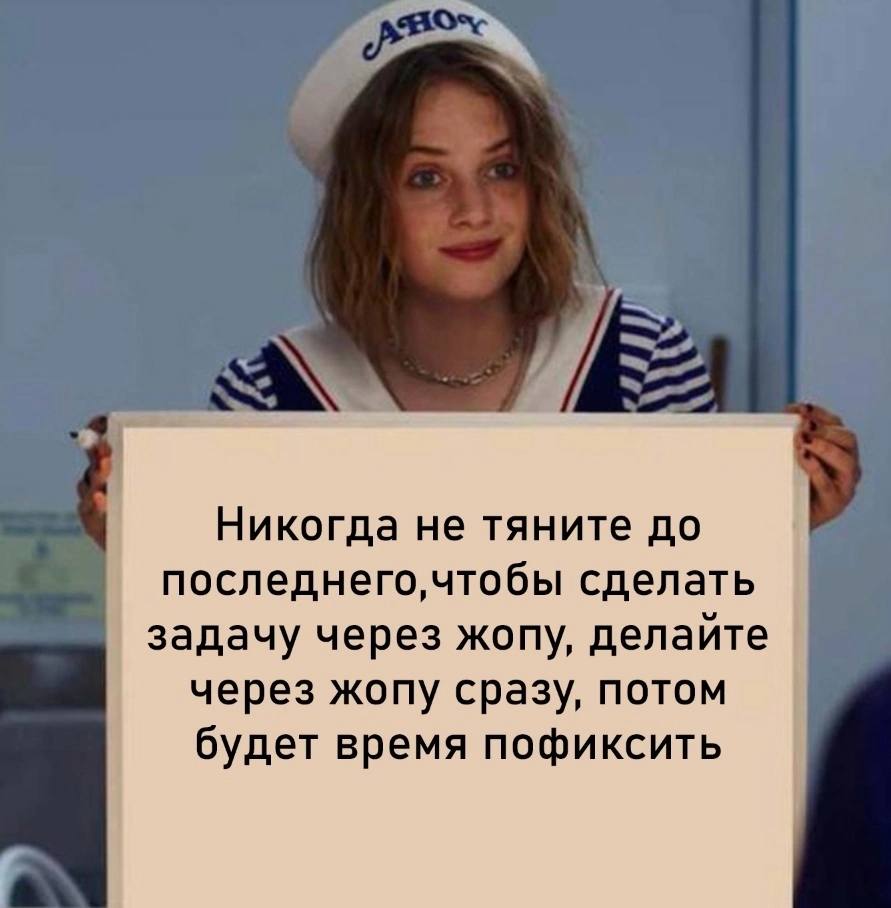 AHOY
Никогда не тяните до
последнего,чтобы сделать
задачу через жопу, делайте
через жопу сразу, потом
будет время пофиксить